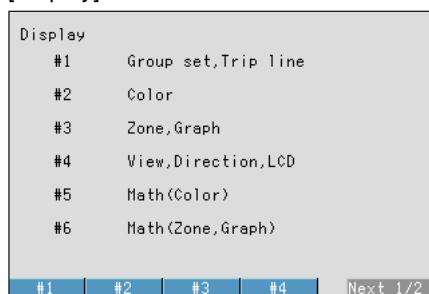 Display
#1 Group set,Trip line
#2 Color
#3 Zone,Graph
#4 View,Direction,LCD
#5 Math(Color)
#6 Math(Zone,Graph)
#1 #2 #3 #4 Next 1/2